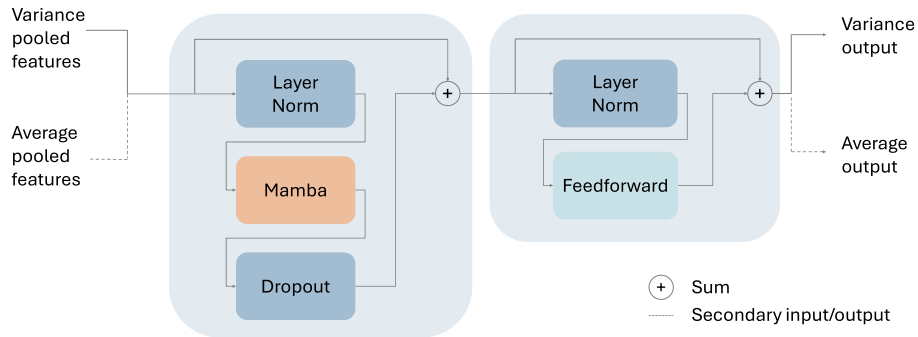 Variance
pooled
features
Average
pooled
features
Layer
Norm
Mamba
Dropout
+
Layer
Norm
Feedforward
+
Variance
output
Average
output
+ Sum
Secondary input/output